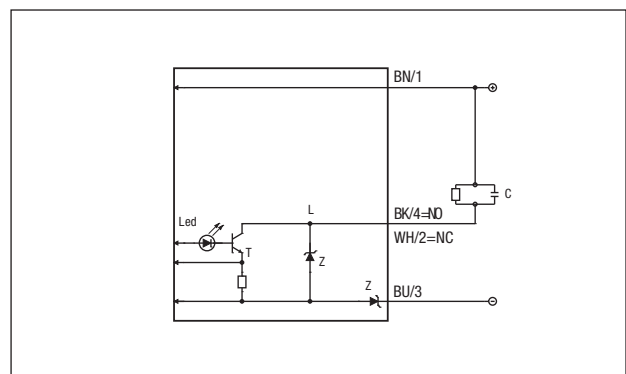 BN/1
C
L
BK/4=NO
Led
WH/2=NC
T
Z
Z
BU/3